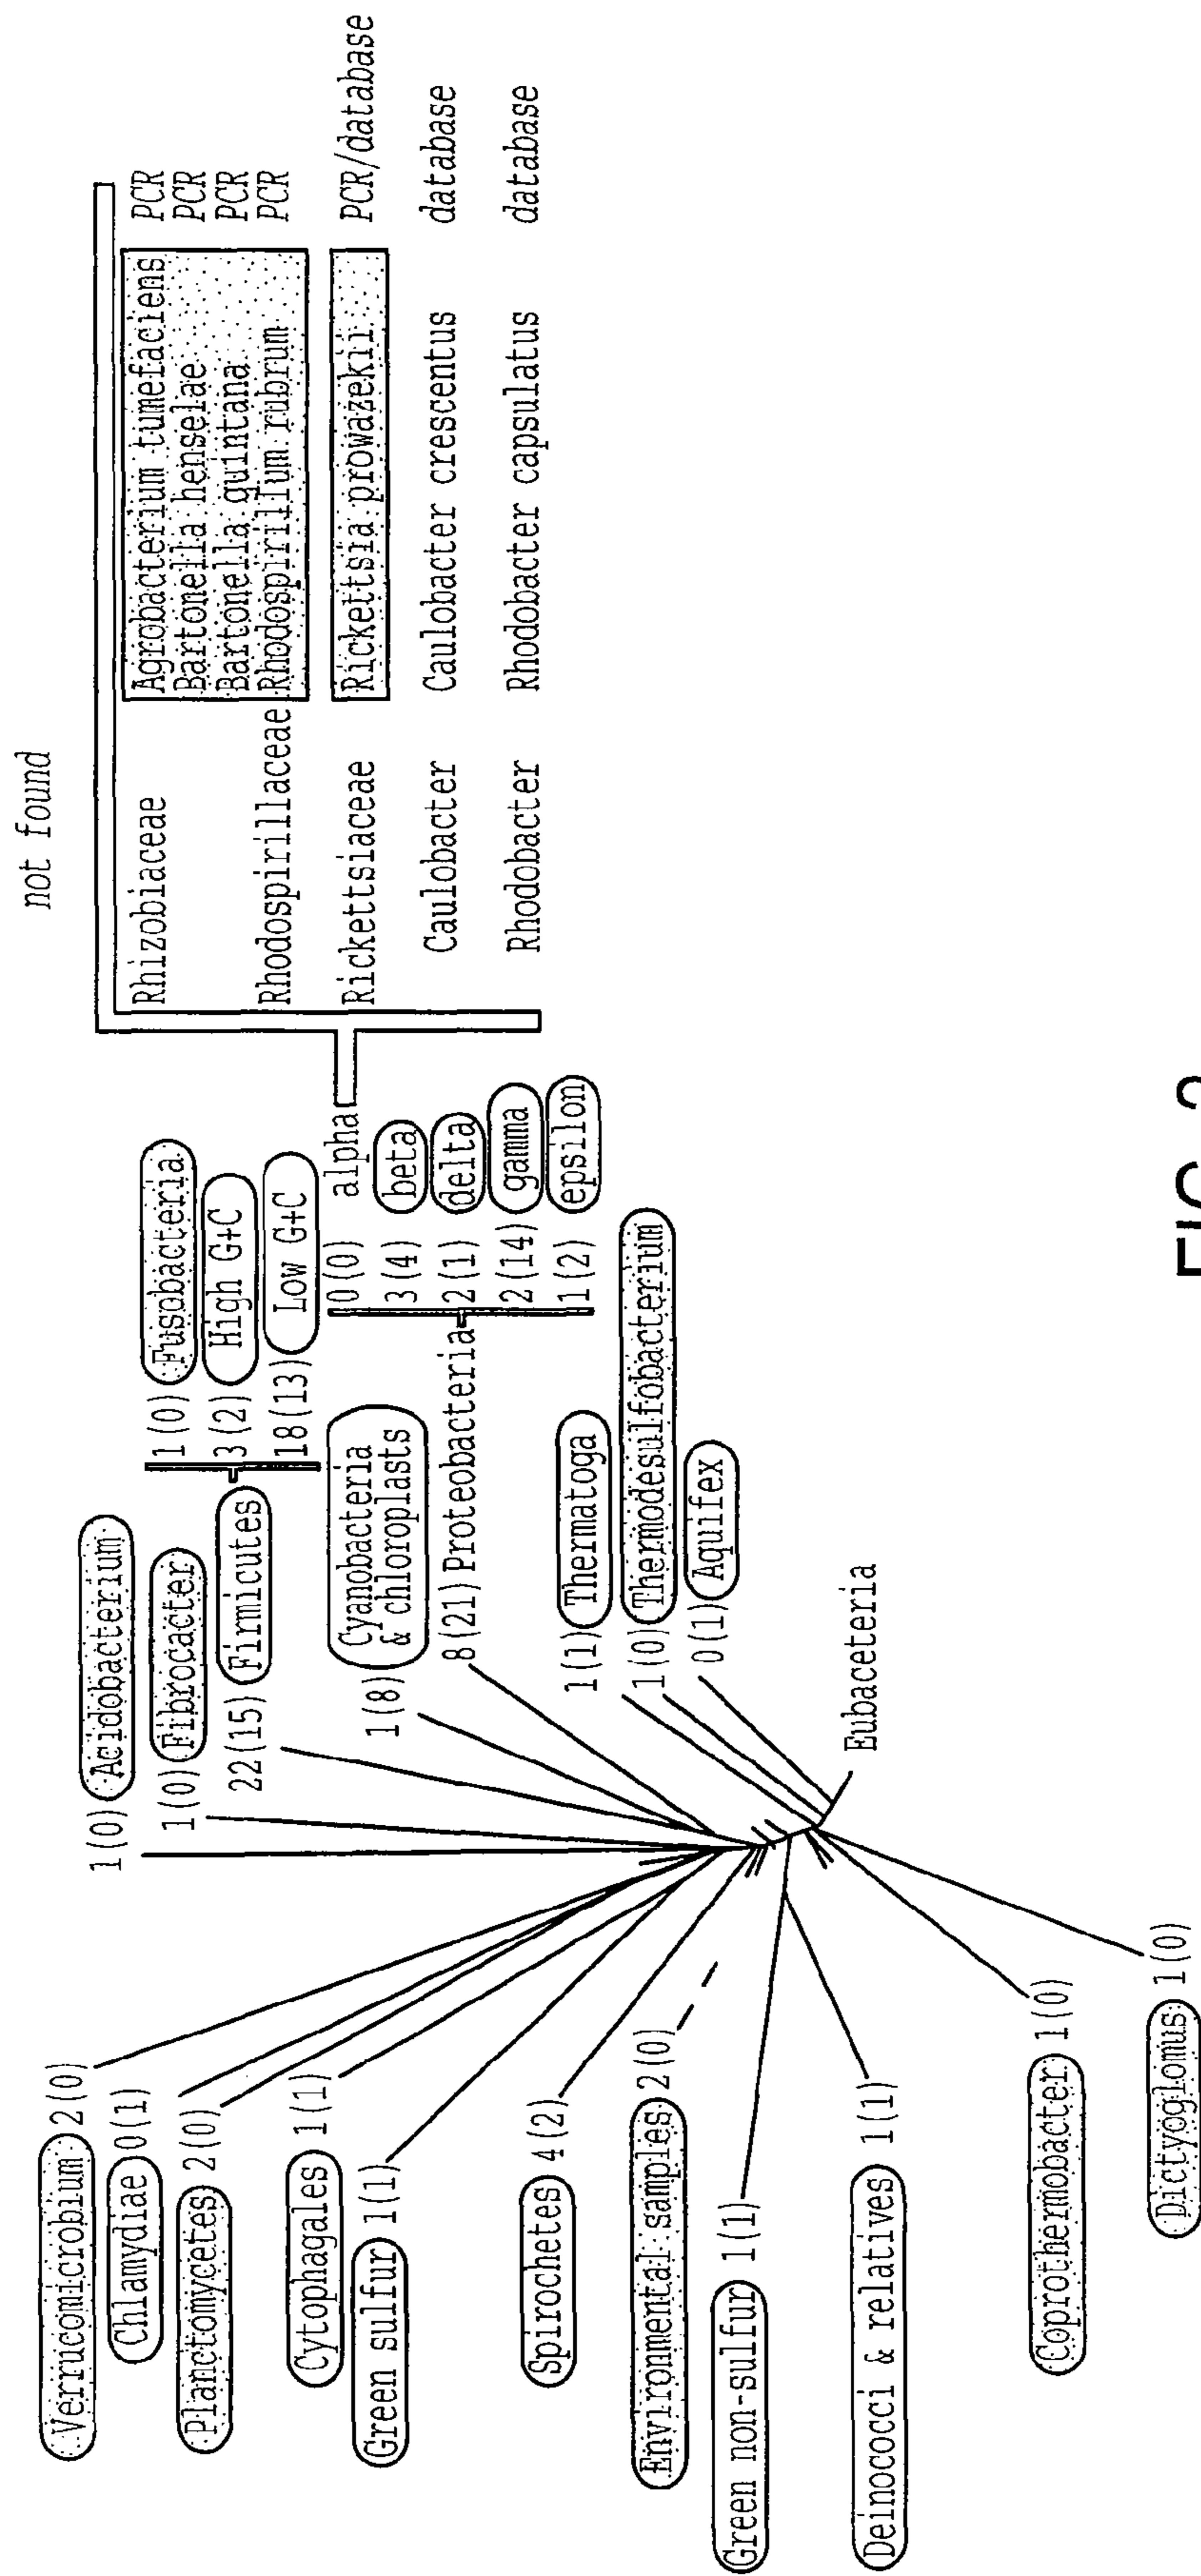 not found
Rhizobiaceae
Agrobacterium tumefaciens PCR
Bartonella henselae PCR
Bartonella quintana PCR
Rhodospirillaceae Rhodospirillum rubrum PCR
Rickettsiaceae Rickettsia prowazekii PCR/database
Caulobacter Caulobacter crescentus database
Rhodobacter Rhodobacter capsulatus database
1(0) Acidobacterium
1(0) Fibrocacter
22(15) Firmicutes
1(0) Fusobacteria
3(2) High G+C
18(13) Low G+C
1(8) Cyanobacteria
& chloroplasts
8(21) Proteobacteria
0(0) alpha
3(4) beta
2(1) delta
2(14) gamma
1(2) epsilon
1(1) Thermatoga
1(0) Thermodesulfobacterium
0(1) Aquifex
Eubaceteria
Verrucomicrobium 2(0)
Chlamydiae 0(1)
Planctomycetes 2(0)
Cytophagales 1(1)
Green sulfur 1(1)
Spirochetes 4(2)
Environmental samples 2(0)
Green non-sulfur 1(1)
Deinococci & relatives 1(1)
Coprothermobacter 1(0)
Dictyoglomus 1(0)